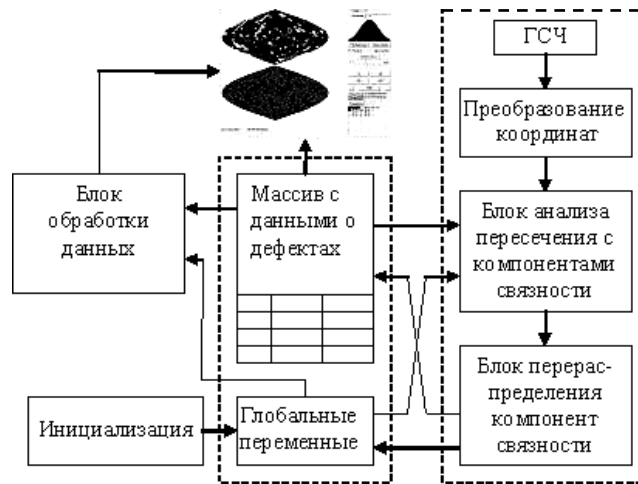 ГСЧ
Преобразование
координат
Блок
обработки
данных
Массив с
данными о
дефектах
Блок анализа
пересечения с
компонентами
связности
Инициализация
Глобальные
переменные
Блок перерас-
пределения
компонент
связности